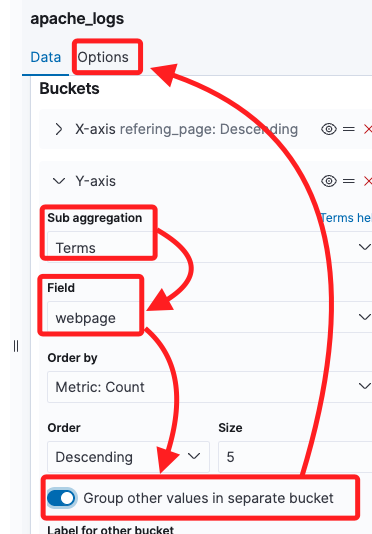 apache_logs
Data Options
Buckets
X-axis refering_page: Descending
Y-axis
Sub aggregation Terms hel
Terms
Field
webpage
Order by
Metric: Count
Order Size
Descending 5
Group other values in separate bucket
Label for other bucket